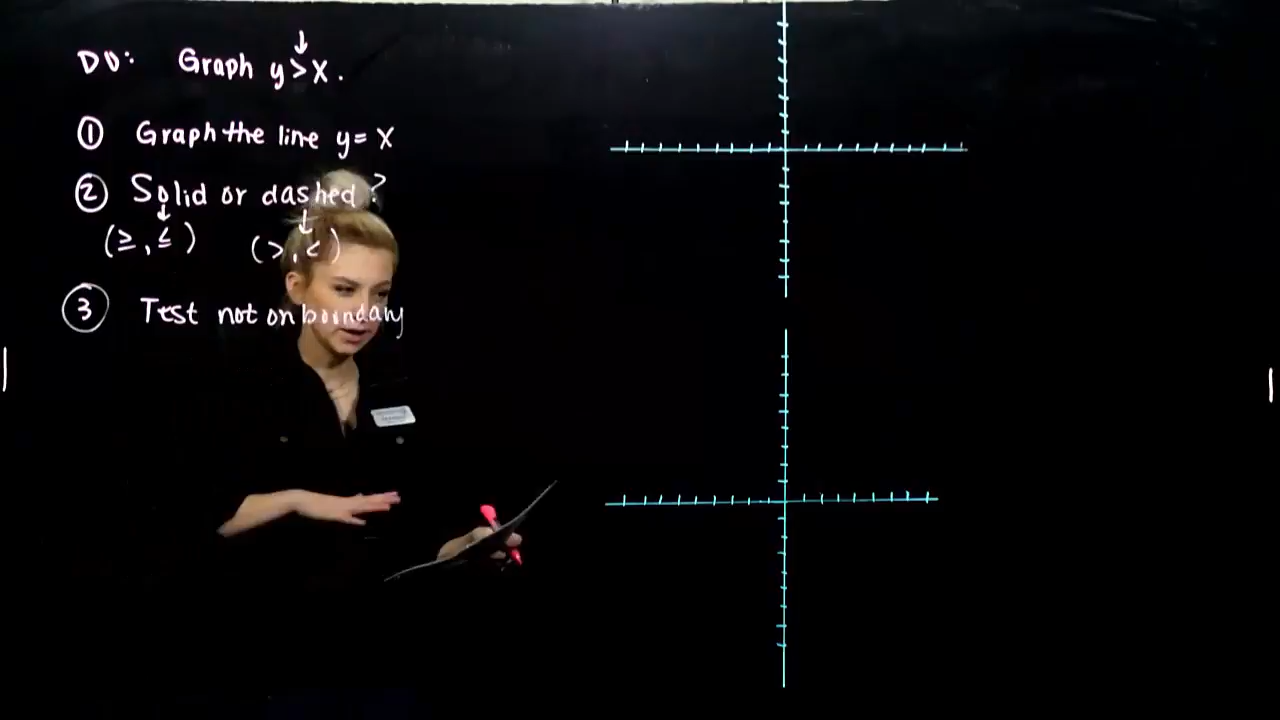 DO: Graph y > x.
① Graph the line y = x
② Solid or dashed?
(≥, ≤) (>, <)
③ Test not on boundary